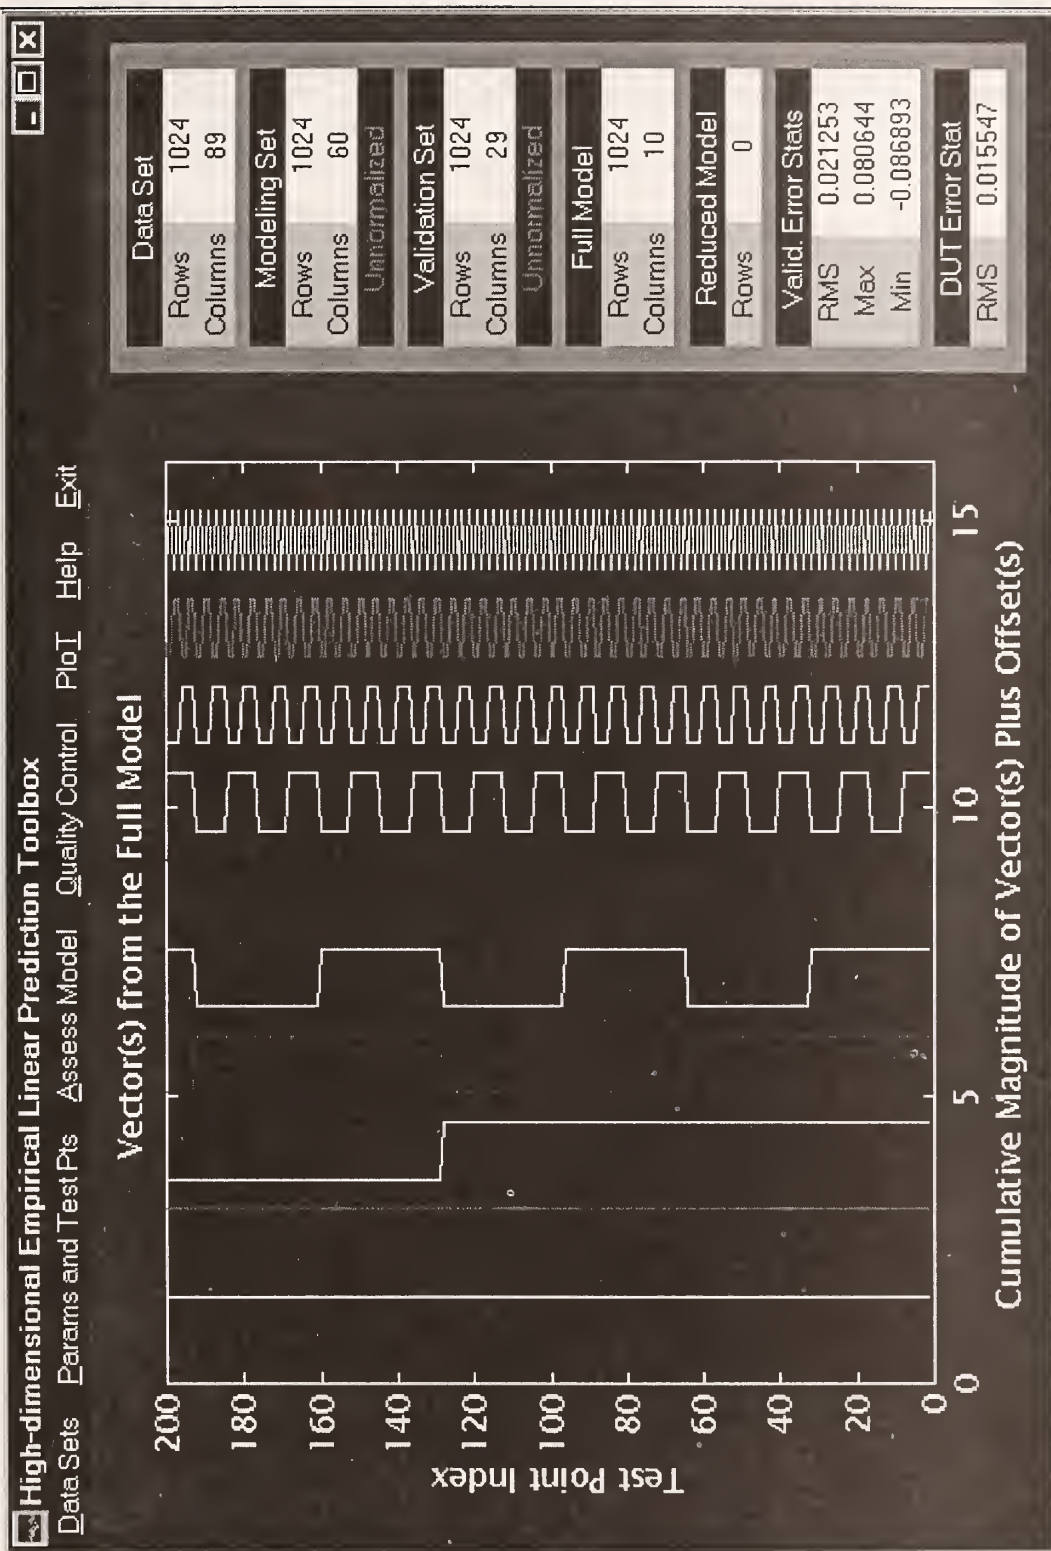 High-dimensional Empirical Linear Prediction Toolbox
Data Sets Params and Test Pts Assess Model Quality Control PloT Help Exit
Vector(s) from the Full Model
Test Point Index
200
180
160
140
120
100
80
60
40
20
0
0 5 10 15
Cumulative Magnitude of Vector(s) Plus Offset(s)
Data Set
Rows 1024
Columns 89
Modeling Set
Rows 1024
Columns 60
Unnormalized
Validation Set
Rows 1024
Columns 29
Unnormalized
Full Model
Rows 1024
Columns 10
Reduced Model
Rows 0
Valid. Error Stats
RMS 0.021253
Max 0.080644
Min -0.086893
DUT Error Stat
RMS 0.015547